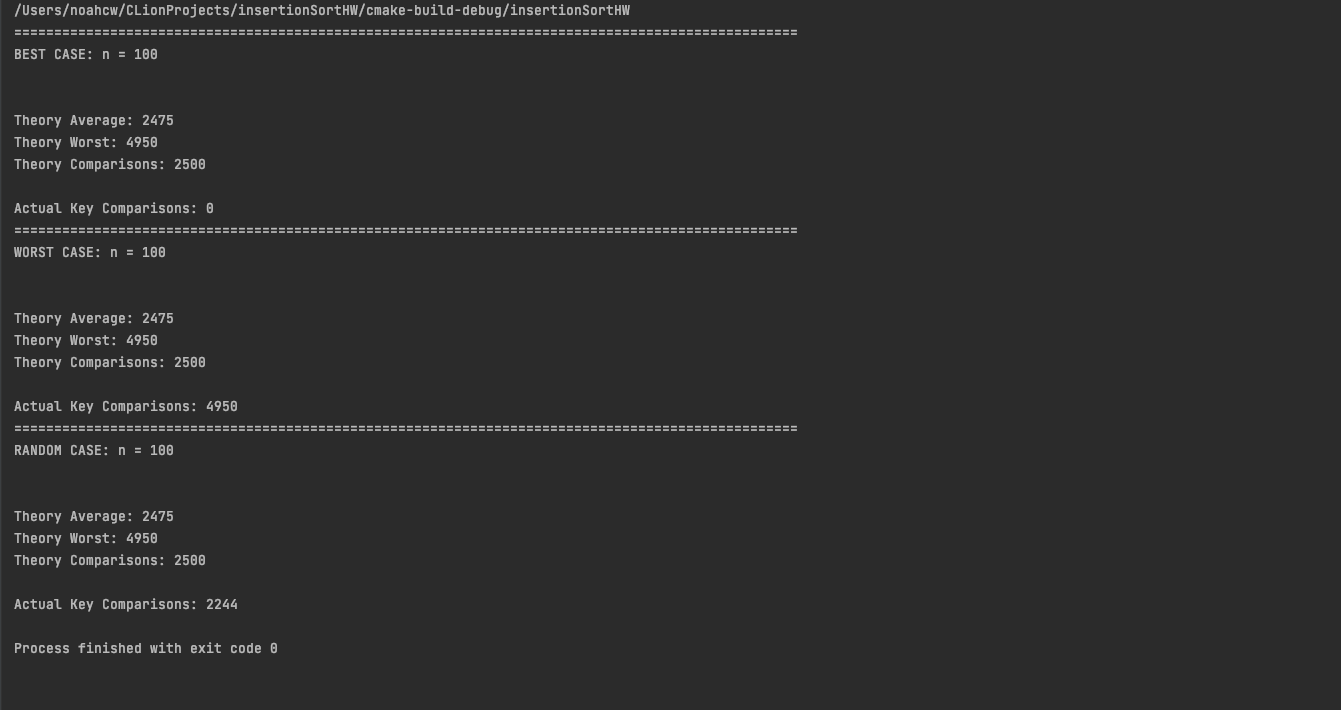 /Users/noahcw/CLionProjects/insertionSortHW/cmake-build-debug/insertionSortHW
==================================================================================================
BEST CASE: n = 100
Theory Average: 2475
Theory Worst: 4950
Theory Comparisons: 2500
Actual Key Comparisons: 0
==================================================================================================
WORST CASE: n = 100
Theory Average: 2475
Theory Worst: 4950
Theory Comparisons: 2500
Actual Key Comparisons: 4950
==================================================================================================
RANDOM CASE: n = 100
Theory Average: 2475
Theory Worst: 4950
Theory Comparisons: 2500
Actual Key Comparisons: 2244
Process finished with exit code 0